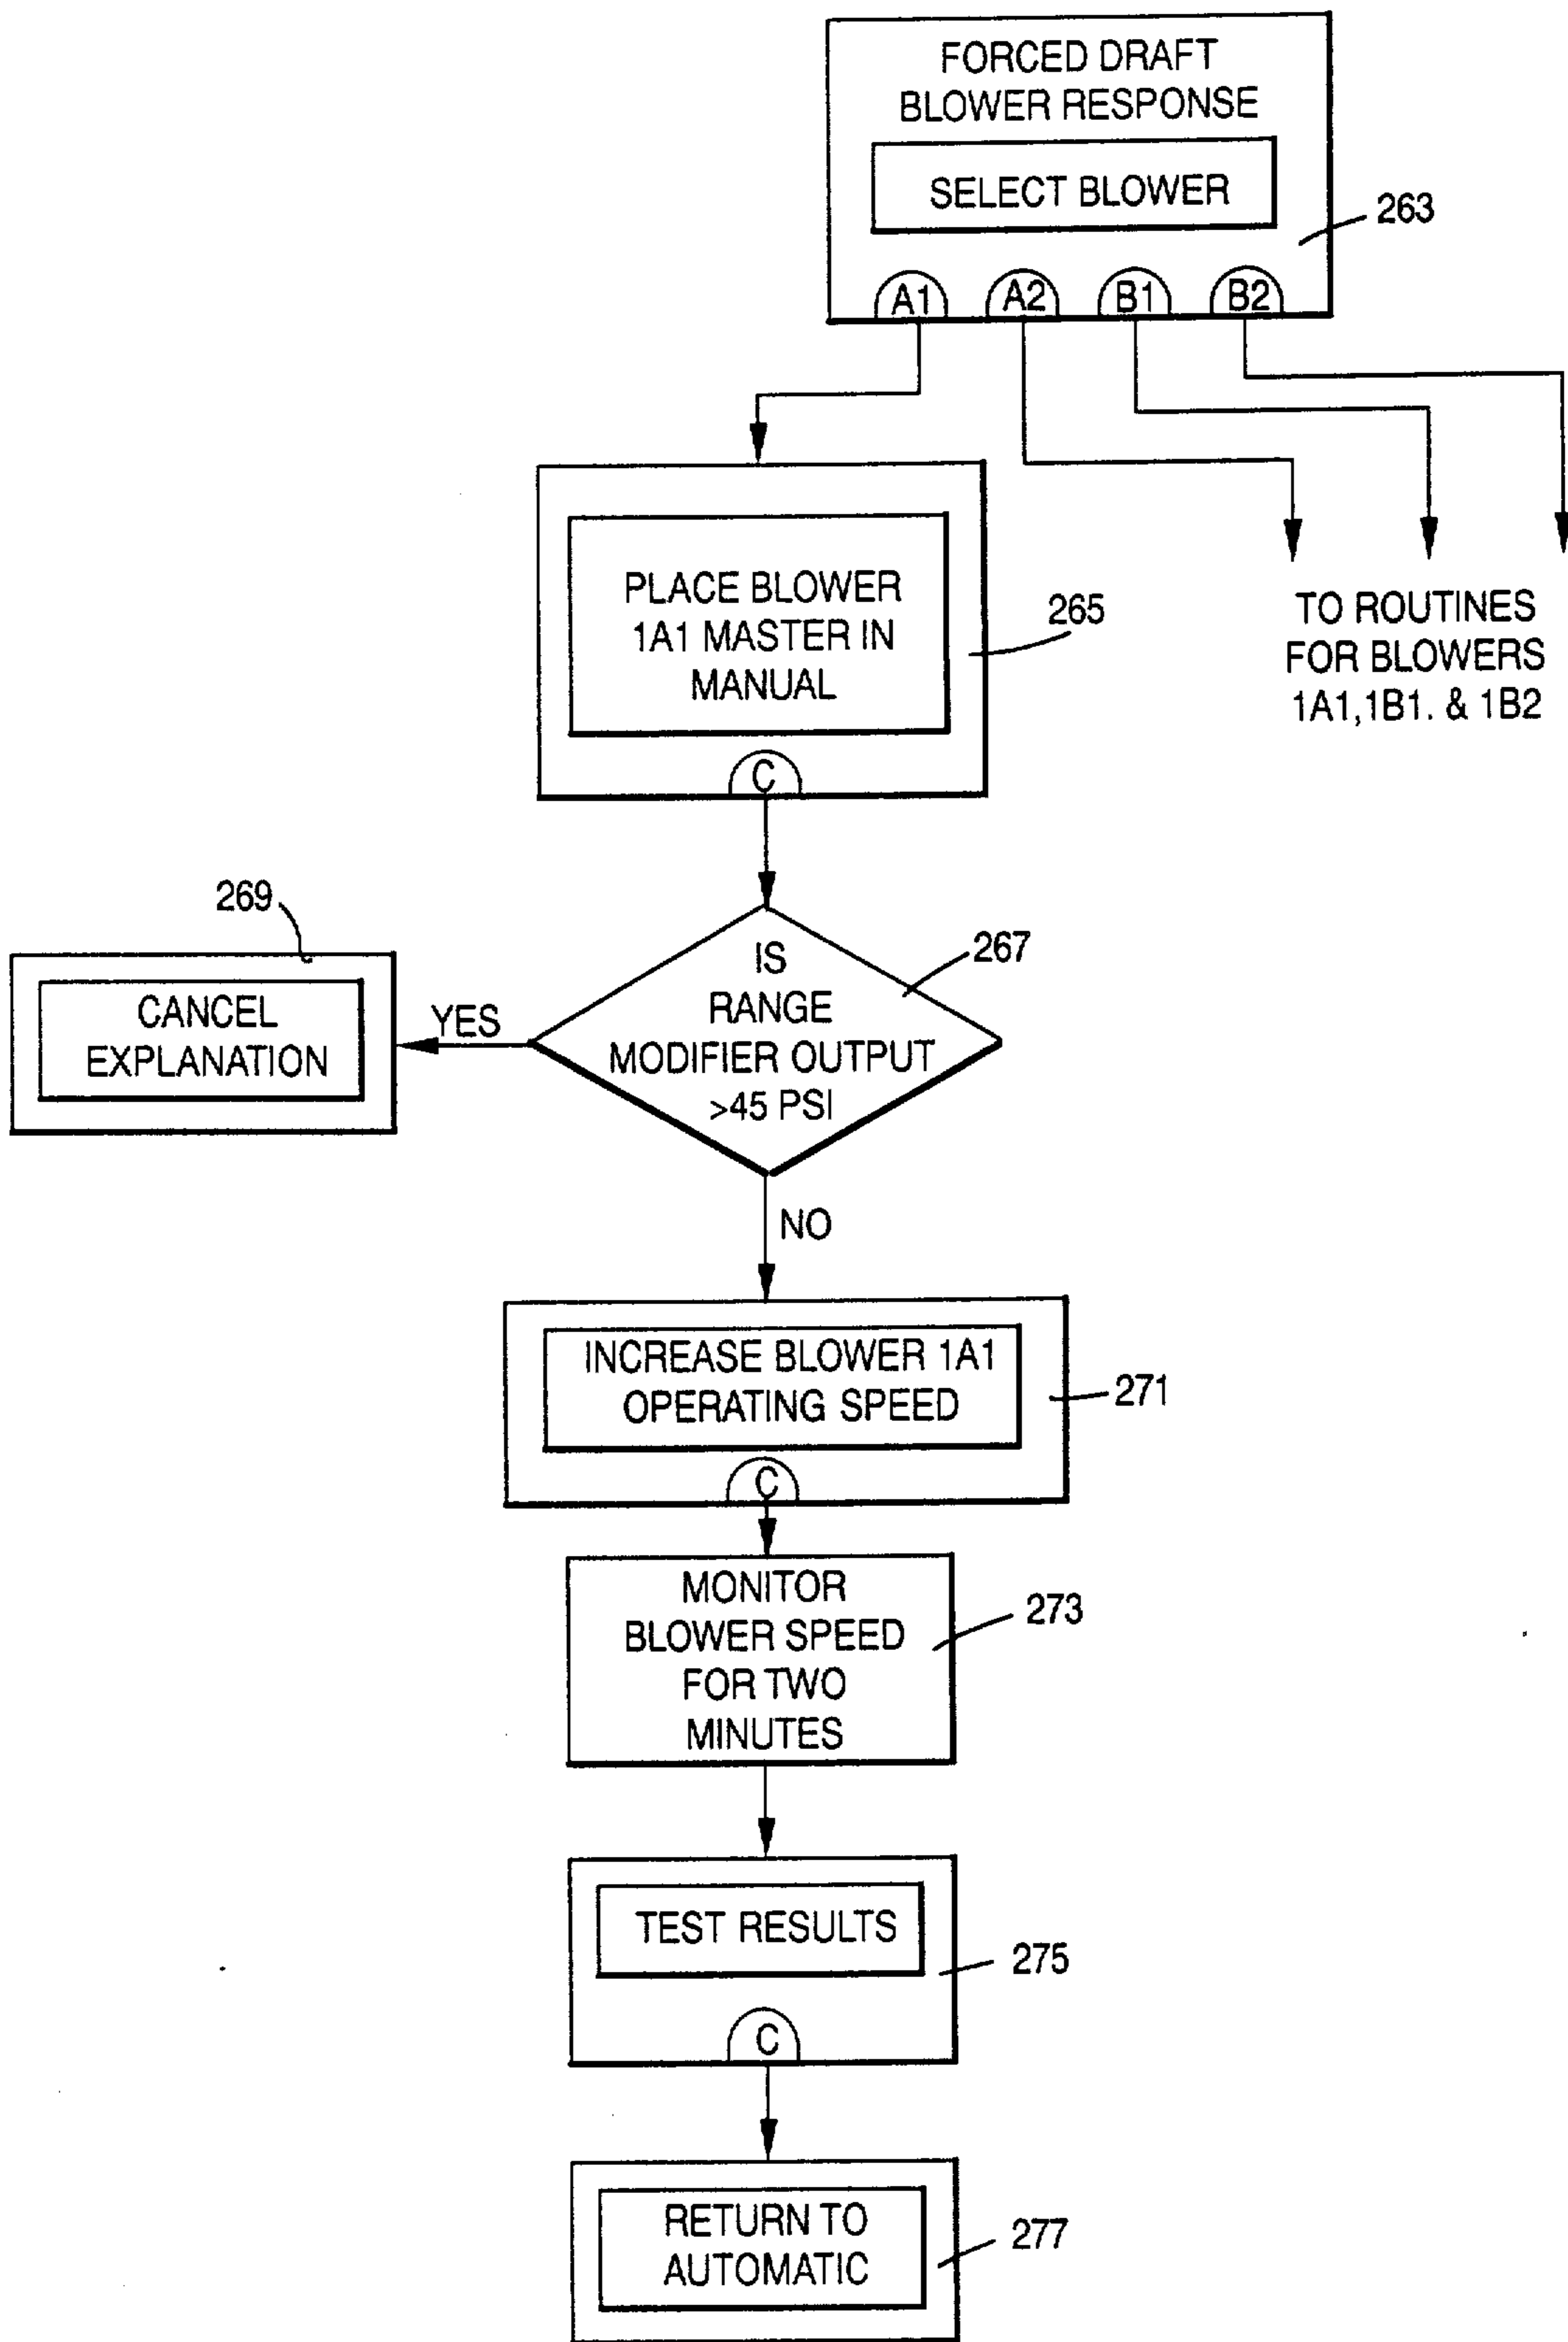 FORCED DRAFT
BLOWER RESPONSE
SELECT BLOWER
263
A1 A2 B1 B2
PLACE BLOWER
1A1 MASTER IN
MANUAL
C
265
TO ROUTINES
FOR BLOWERS
1A1,1B1. & 1B2
269
CANCEL
EXPLANATION
YES
IS
RANGE
MODIFIER OUTPUT
>45 PSI
267
NO
INCREASE BLOWER 1A1
OPERATING SPEED
C
271
MONITOR
BLOWER SPEED
FOR TWO
MINUTES
273
TEST RESULTS
C
275
RETURN TO
AUTOMATIC
277